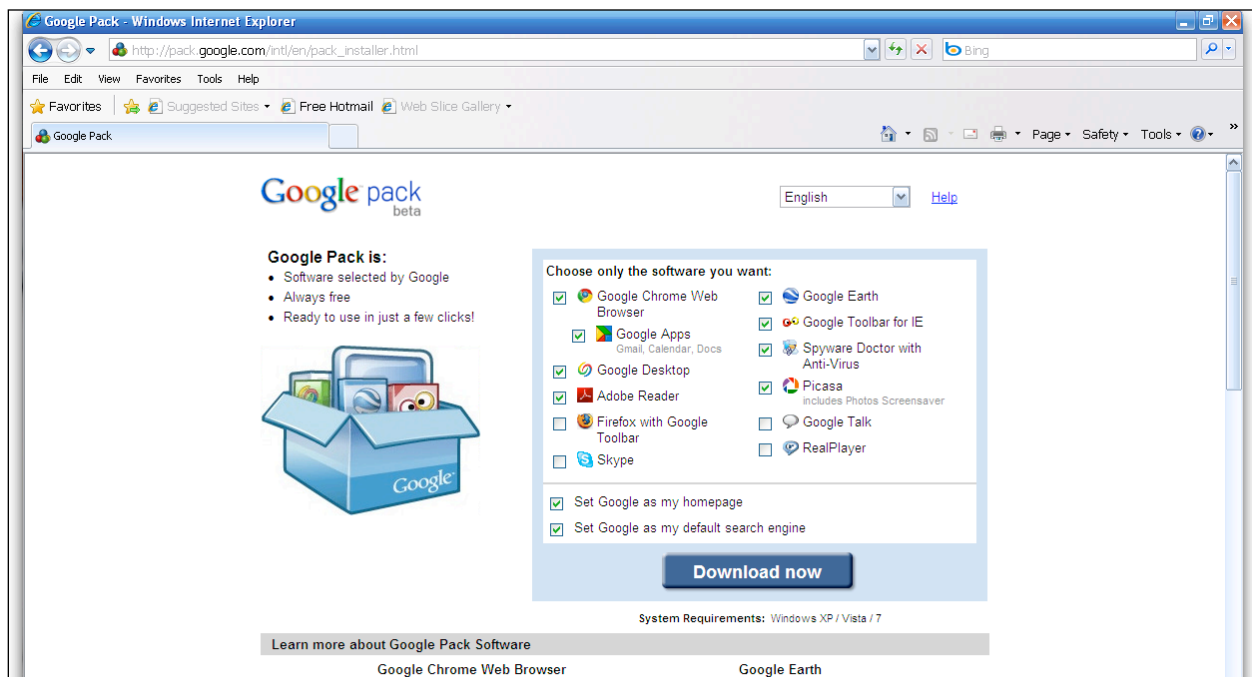 Google Pack - Windows Internet Explorer
http://pack.google.com/intl/en/pack_installer.html
Bing
File Edit View Favorites Tools Help
Favorites Suggested Sites Free Hotmail Web Slice Gallery
Google Pack
Page Safety Tools
Google pack
beta
English
Help
Google Pack is:
• Software selected by Google
• Always free
• Ready to use in just a few clicks!
Google
Choose only the software you want:
Google Chrome Web
Browser
Google Apps
Gmail, Calendar, Docs
Google Desktop
Adobe Reader
Firefox with Google
Toolbar
Skype
Google Earth
Google Toolbar for IE
Spyware Doctor with
Anti-Virus
Picasa
includes Photos Screensaver
Google Talk
RealPlayer
Set Google as my homepage
Set Google as my default search engine
Download now
System Requirements: Windows XP / Vista / 7
Learn more about Google Pack Software
Google Chrome Web Browser
Google Earth